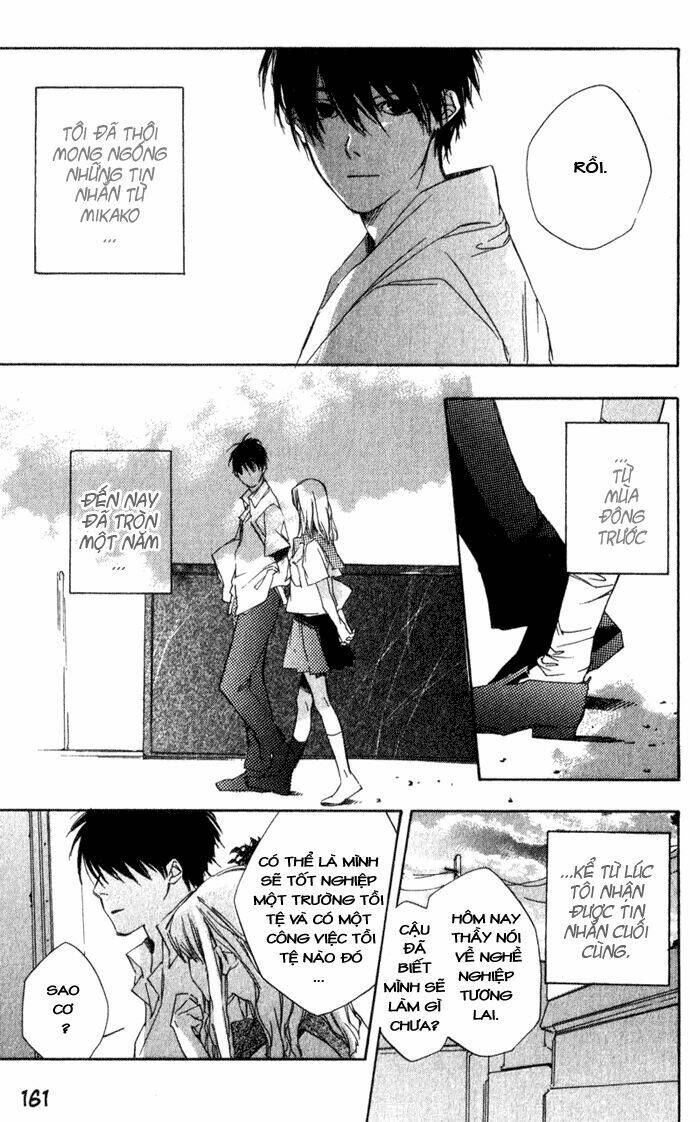 RỒI.
TÔI ĐÃ THÔI
MONG NGÓNG
NHỮNG TIN
NHẮN TỪ
MIKAKO
...
...
TỪ
MÙA
ĐÔNG
TRƯỚC
ĐẾN NAY
ĐÃ TRÒN
MỘT NĂM
...
...KỂ TỪ LÚC
TÔI NHẬN
ĐƯỢC TIN
NHẮN CUỐI
CÙNG.
HÔM NAY
THẦY NÓI
VỀ NGHỀ
NGHIỆP
TƯƠNG
LAI.
CẬU
ĐÃ
BIẾT
MÌNH SẼ
LÀM GÌ
CHƯA?
CÓ THỂ LÀ MÌNH
SẼ TỐT NGHIỆP
MỘT TRƯỜNG TỒI
TỆ VÀ CÓ MỘT
CÔNG VIỆC TỒI
TỆ NÀO ĐÓ
...
SAO
CƠ
?
161